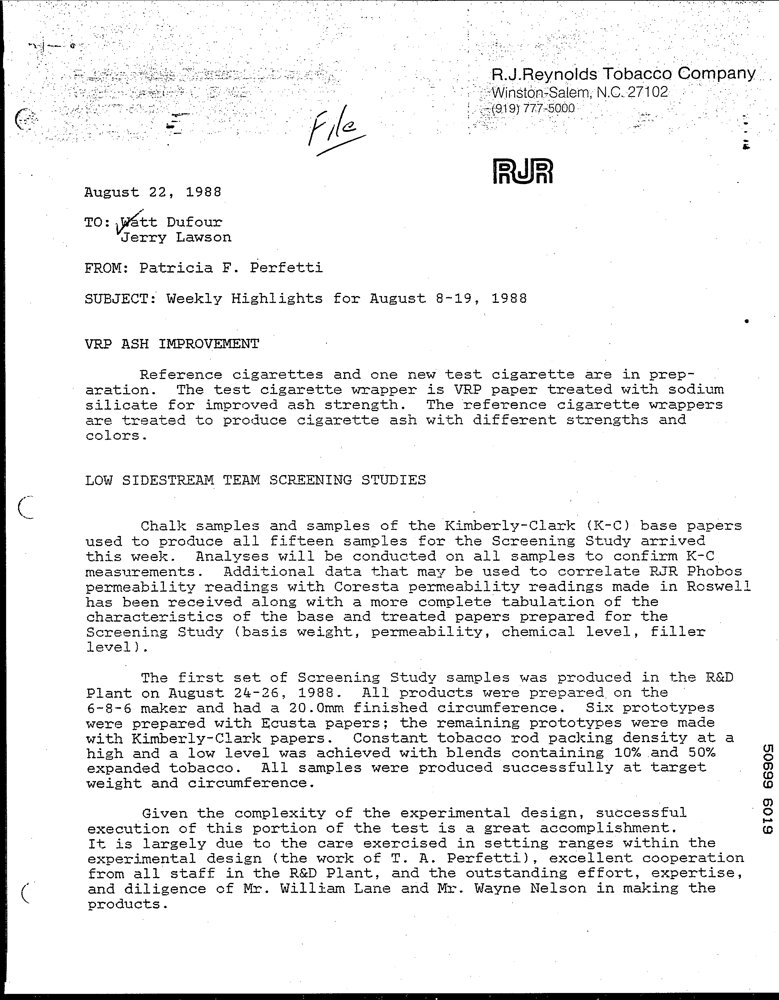 R.J.Reynolds Tobacco Company
Winston-Salem, N.C. 27102
(919) 777-5000
File
RJR
August 22, 1988
TO: Watt Dufour
Jerry Lawson
FROM: Patricia F. Perfetti
SUBJECT: Weekly Highlights for August 8-19, 1988
VRP ASH IMPROVEMENT
Reference cigarettes and one new test cigarette are in prep-
aration. The test cigarette wrapper is VRP paper treated with sodium
silicate for improved ash strength. The reference cigarette wrappers
are treated to produce cigarette ash with different strengths and
colors.
LOW SIDESTREAM TEAM SCREENING STUDIES
Chalk samples and samples of the Kimberly-Clark (K-C) base papers
used to produce all fifteen samples for the Screening Study arrived
this week. Analyses will be conducted on all samples to confirm K-C
measurements. Additional data that may be used to correlate RJR Phobos
permeability readings with Coresta permeability readings made in Roswell
has been received along with a more complete tabulation of the
characteristics of the base and treated papers prepared for the
Screening Study (basis weight, permeability, chemical level, filler
level).
The first set of Screening Study samples was produced in the R&D
Plant on August 24-26, 1988. All products were prepared on the
6-8-6 maker and had a 20.0mm finished circumference. Six prototypes
were prepared with Ecusta papers; the remaining prototypes were made
with Kimberly-Clark papers. Constant tobacco rod packing density at a
high and a low level was achieved with blends containing 10% and 50%
expanded tobacco. All samples were produced successfully at target
weight and circumference.
Given the complexity of the experimental design, successful
execution of this portion of the test is a great accomplishment.
It is largely due to the care exercised in setting ranges within the
experimental design (the work of T. A. Perfetti), excellent cooperation
from all staff in the R&D Plant, and the outstanding effort, expertise,
and diligence of Mr. William Lane and Mr. Wayne Nelson in making the
products.
50699 6019